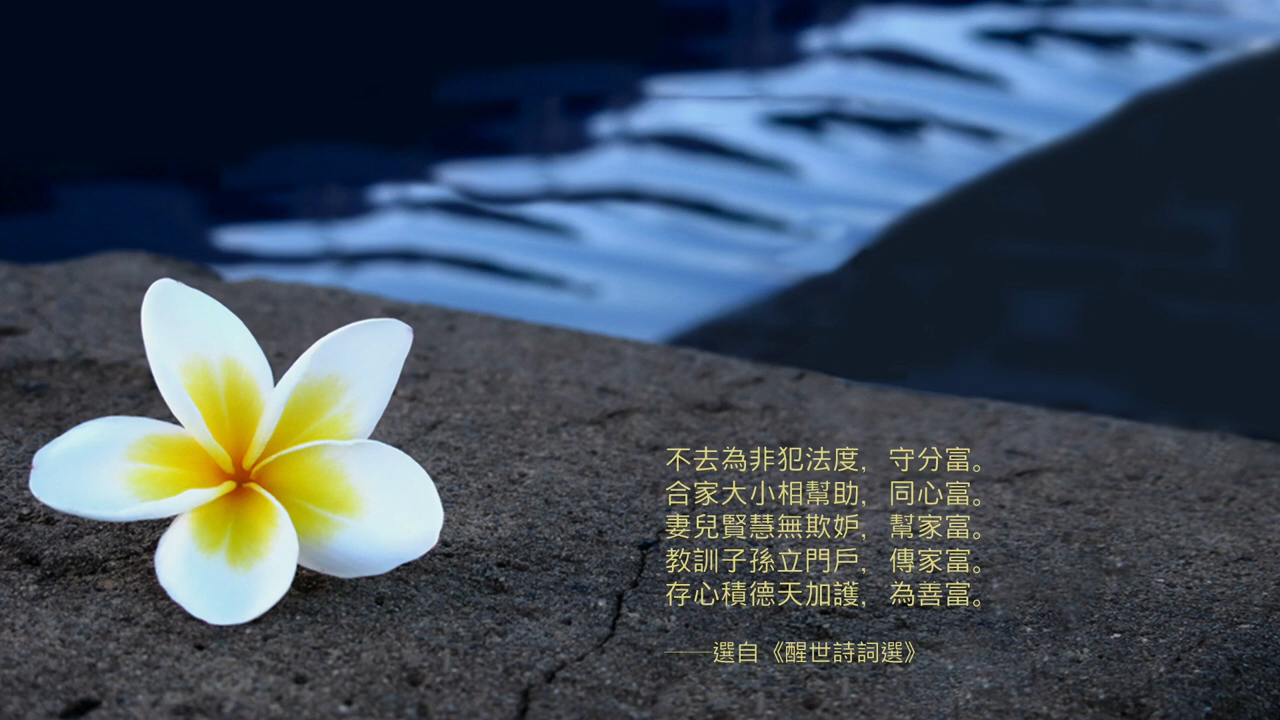 不去為非犯法度，守分富。
合家大小相幫助，同心富。
妻兒賢慧無欺妒，幫家富。
教訓子孫立門戶，傳家富。
存心積德天加護，為善富。
——選自《醒世詩詞選》